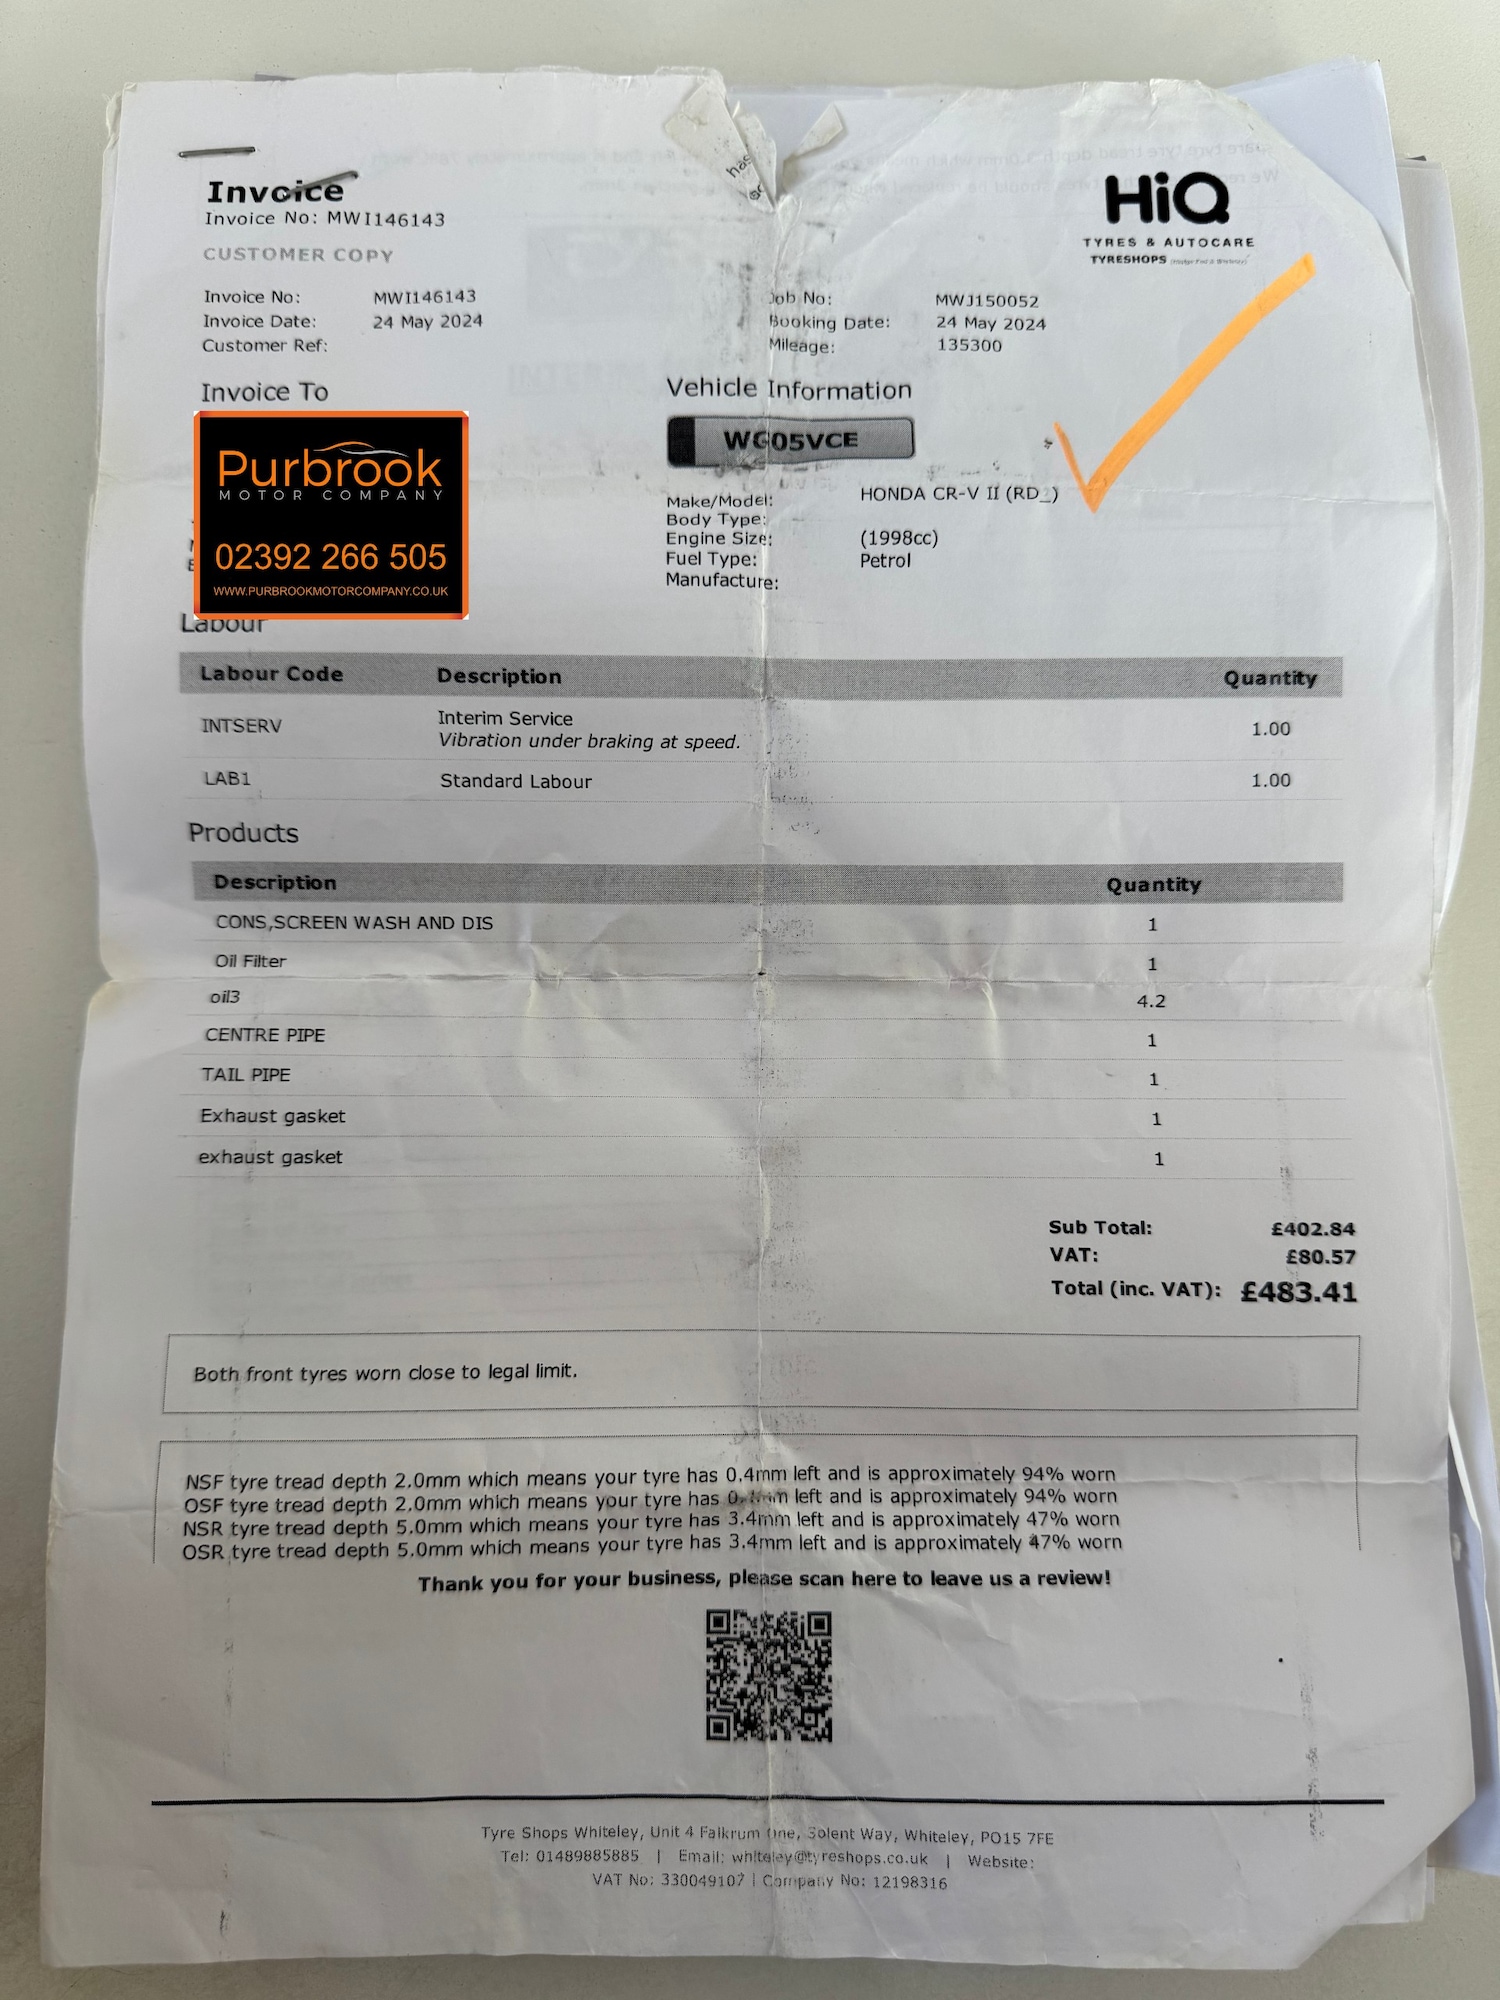 Invoice
Invoice No: MWI146143
HiQ
TYRES & AUTOCARE
TYRESHOPS
CUSTOMER COPY
Invoice No: MWI146143
Invoice Date: 24 May 2024
Customer Ref:
Job No: MWJ150052
Booking Date: 24 May 2024
Mileage: 135300
Invoice To
Purbrook
MOTOR COMPANY
02392 266 505
WWW.PURBROOKMOTORCOMPANY.CO.UK
Vehicle Information
WG05VCE
Make/Model: HONDA CR-V II (RD_)
Body Type:
Engine Size: (1998cc)
Fuel Type: Petrol
Manufacture:
Labour
Labour Code Description Quantity
INTSERV Interim Service 1.00
Vibration under braking at speed.
LAB1 Standard Labour 1.00
Products
Description Quantity
CONS,SCREEN WASH AND DIS 1
Oil Filter 1
oil3 4.2
CENTRE PIPE 1
TAIL PIPE 1
Exhaust gasket 1
exhaust gasket 1
Sub Total: £402.84
VAT: £80.57
Total (inc. VAT): £483.41
Both front tyres worn close to legal limit.
NSF tyre tread depth 2.0mm which means your tyre has 0.4mm left and is approximately 94% worn
OSF tyre tread depth 2.0mm which means your tyre has left and is approximately 94% worn
NSR tyre tread depth 5.0mm which means your tyre has 3.4mm left and is approximately 47% worn
OSR tyre tread depth 5.0mm which means your tyre has 3.4mm left and is approximately 47% worn
Thank you for your business, please scan here to leave us a review!
Tyre Shops Whiteley, Unit 4 Falkrum One, Solent Way, Whiteley, PO15 7FE
Tel: 01489885885 | Email: whiteley@tyreshops.co.uk | Website:
VAT No: 330049107 | Company No: 12198316